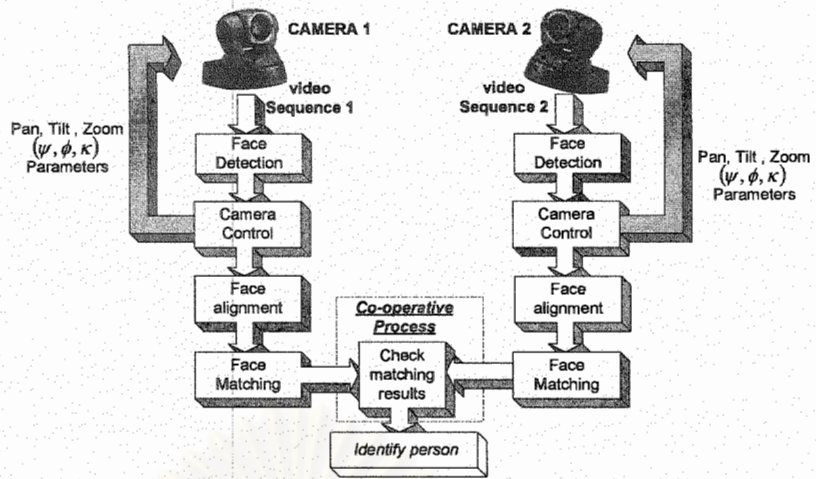 CAMERA 1
CAMERA 2
video
Sequence 1
video
Sequence 2
Pan, Tilt , Zoom
(ψ, ϕ, κ)
Parameters
Pan, Tilt , Zoom
(ψ, ϕ, κ)
Parameters
Face
Detection
Face
Detection
Camera
Control
Camera
Control
Face
alignment
Face
alignment
Co-operative
Process
Face
Matching
Check
matching
results
Face
Matching
Identify person